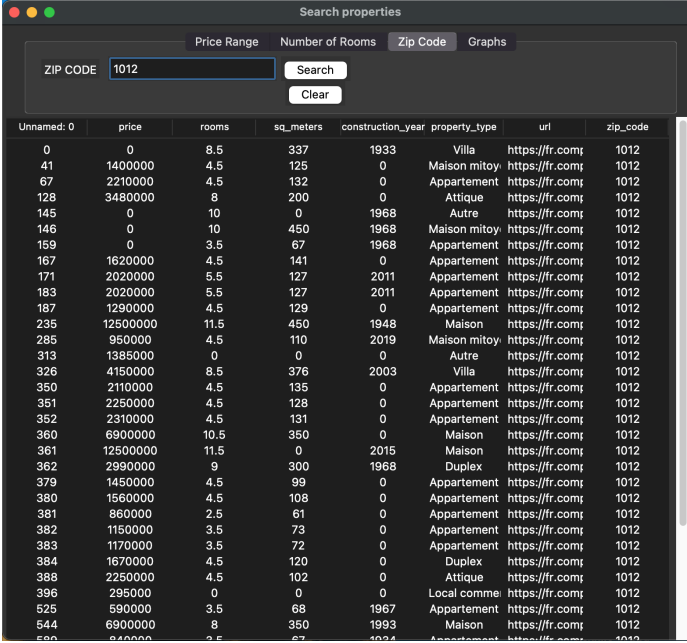 Search properties
Price Range Number of Rooms Zip Code Graphs
ZIP CODE 1012 Search
Clear
Unnamed: 0 price rooms sq_meters construction_year property_type url zip_code
0 0 8.5 337 1933 Villa https://fr.comp 1012
41 1400000 4.5 125 0 Maison mitoy https://fr.comp 1012
67 2210000 4.5 132 0 Appartement https://fr.comp 1012
128 3480000 8 200 0 Attique https://fr.comp 1012
145 0 10 0 1968 Autre https://fr.comp 1012
146 0 10 450 1968 Maison mitoy https://fr.comp 1012
159 0 3.5 67 1968 Appartement https://fr.comp 1012
167 1620000 4.5 141 0 Appartement https://fr.comp 1012
171 2020000 5.5 127 2011 Appartement https://fr.comp 1012
183 2020000 5.5 127 2011 Appartement https://fr.comp 1012
187 1290000 4.5 129 0 Appartement https://fr.comp 1012
235 12500000 11.5 450 1948 Maison https://fr.comp 1012
285 950000 4.5 110 2019 Maison mitoy https://fr.comp 1012
313 1385000 0 0 0 Autre https://fr.comp 1012
326 4150000 8.5 376 2003 Villa https://fr.comp 1012
350 2110000 4.5 135 0 Appartement https://fr.comp 1012
351 2250000 4.5 128 0 Appartement https://fr.comp 1012
352 2310000 4.5 131 0 Appartement https://fr.comp 1012
360 6900000 10.5 350 0 Maison https://fr.comp 1012
361 12500000 11.5 0 2015 Maison https://fr.comp 1012
362 2990000 9 300 1968 Duplex https://fr.comp 1012
379 1450000 4.5 99 0 Appartement https://fr.comp 1012
380 1560000 4.5 108 0 Appartement https://fr.comp 1012
381 860000 2.5 61 0 Appartement https://fr.comp 1012
382 1150000 3.5 73 0 Appartement https://fr.comp 1012
383 1170000 3.5 72 0 Appartement https://fr.comp 1012
384 1670000 4.5 120 0 Duplex https://fr.comp 1012
388 2250000 4.5 102 0 Attique https://fr.comp 1012
396 295000 0 0 0 Local comme https://fr.comp 1012
525 590000 3.5 68 1967 Appartement https://fr.comp 1012
544 6900000 8 350 1993 Maison https://fr.comp 1012
589 840000 3.5 67 1934 Appartement https://fr.comp 1012